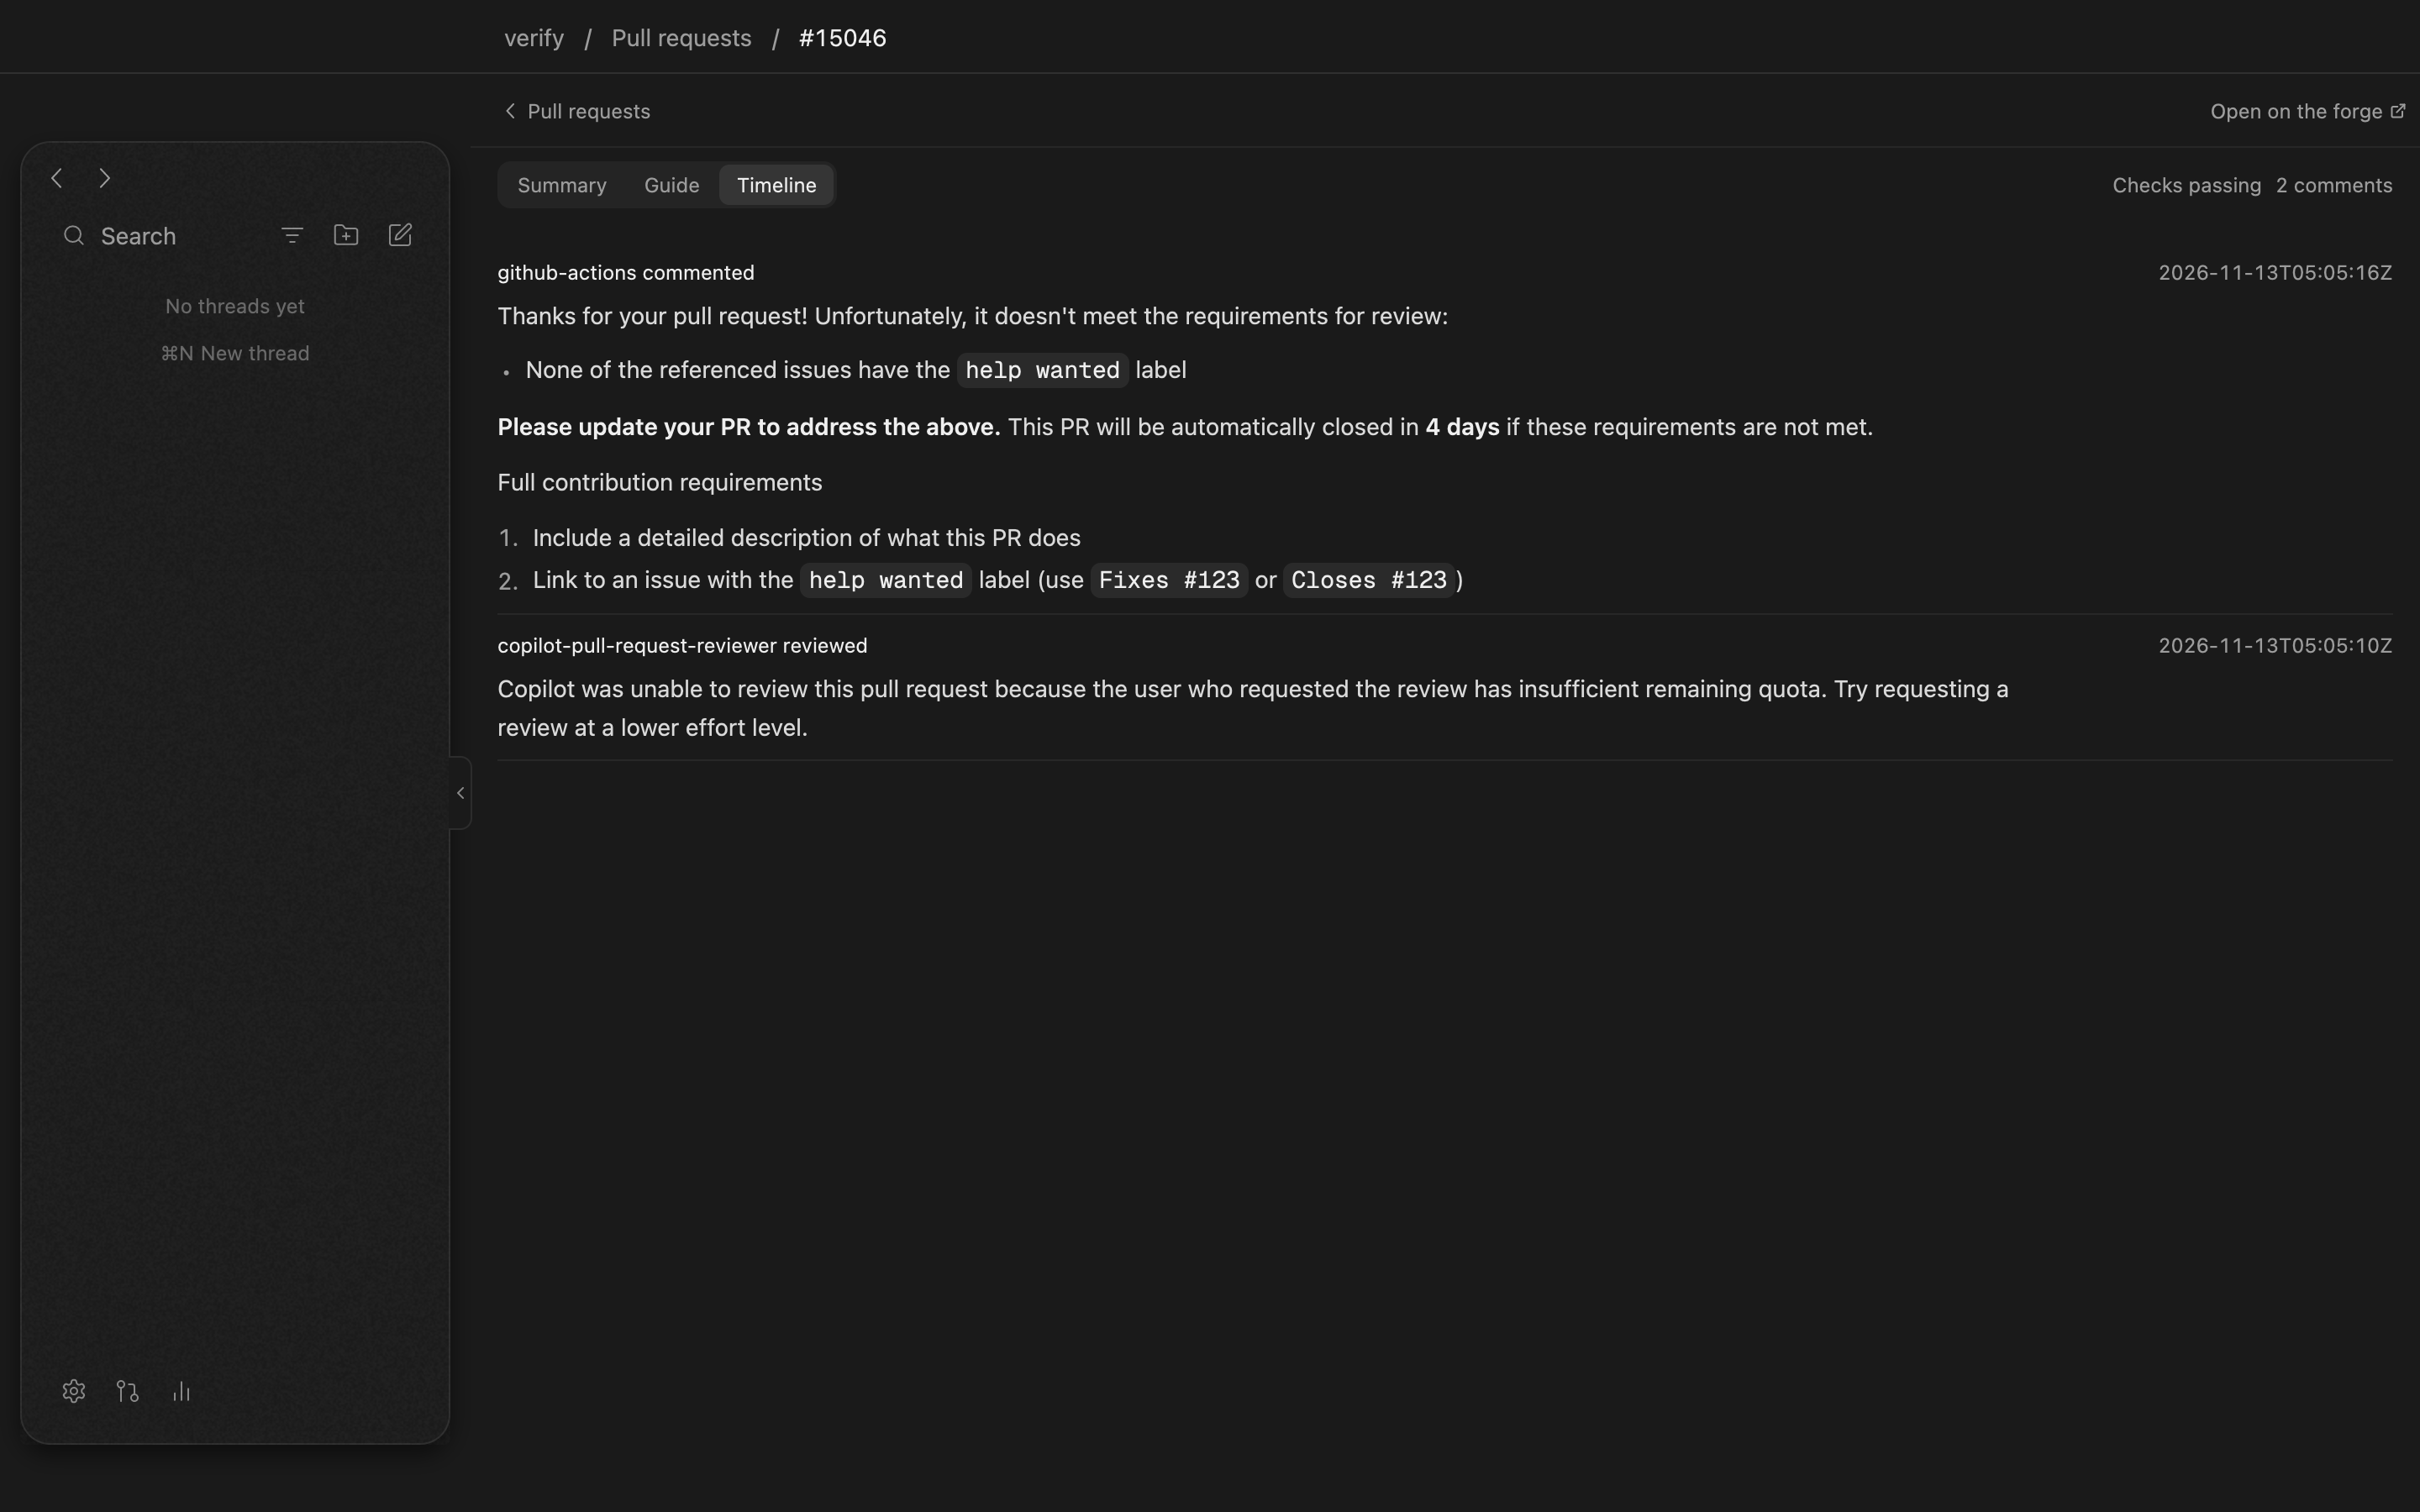 verify / Pull requests / #15046
Pull requests
Open on the forge
Summary Guide Timeline
Checks passing 2 comments
Search
No threads yet
⌘N New thread
github-actions commented
2026-11-13T05:05:16Z
Thanks for your pull request! Unfortunately, it doesn't meet the requirements for review:
• None of the referenced issues have the help wanted label
Please update your PR to address the above. This PR will be automatically closed in 4 days if these requirements are not met.
Full contribution requirements
1. Include a detailed description of what this PR does
2. Link to an issue with the help wanted label (use Fixes #123 or Closes #123)
copilot-pull-request-reviewer reviewed
2026-11-13T05:05:10Z
Copilot was unable to review this pull request because the user who requested the review has insufficient remaining quota. Try requesting a
review at a lower effort level.